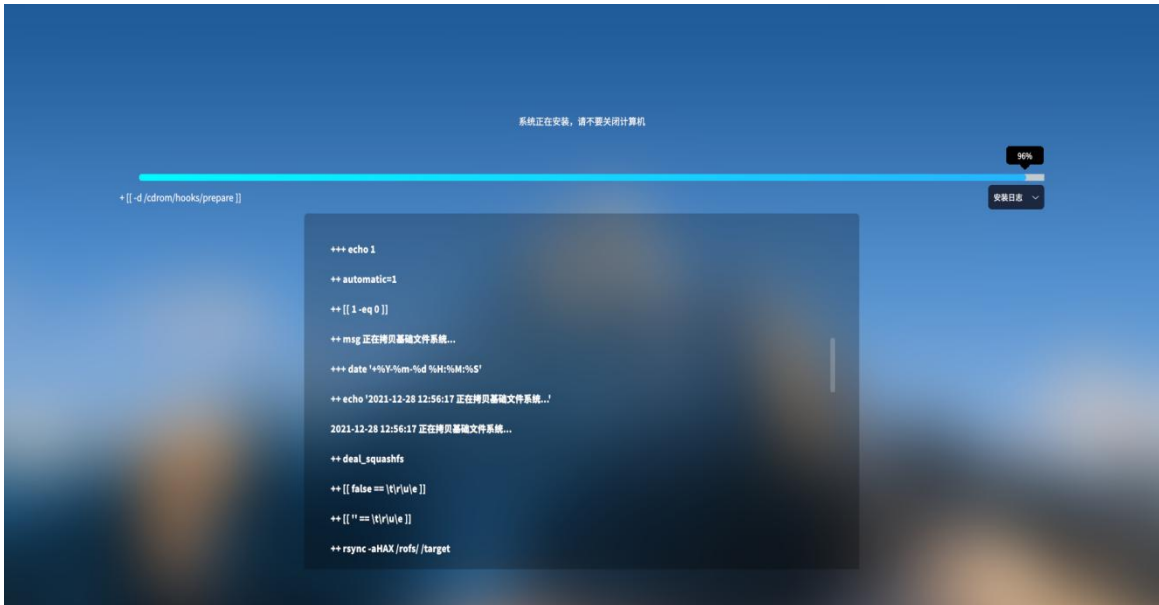 系统正在安装，请不要关闭计算机
96%
+ [[ -d /cdrom/hooks/prepare ]]
安装日志
+++ echo 1
++ automatic=1
++ [[ 1 -eq 0 ]]
++ msg 正在拷贝基础文件系统...
+++ date '+%Y-%m-%d %H:%M:%S'
++ echo '2021-12-28 12:56:17 正在拷贝基础文件系统...'
2021-12-28 12:56:17 正在拷贝基础文件系统...
++ deal_squashfs
++ [[ false == \t\r\u\e ]]
++ [[ '' == \t\r\u\e ]]
++ rsync -aHAX /rofs/ /target